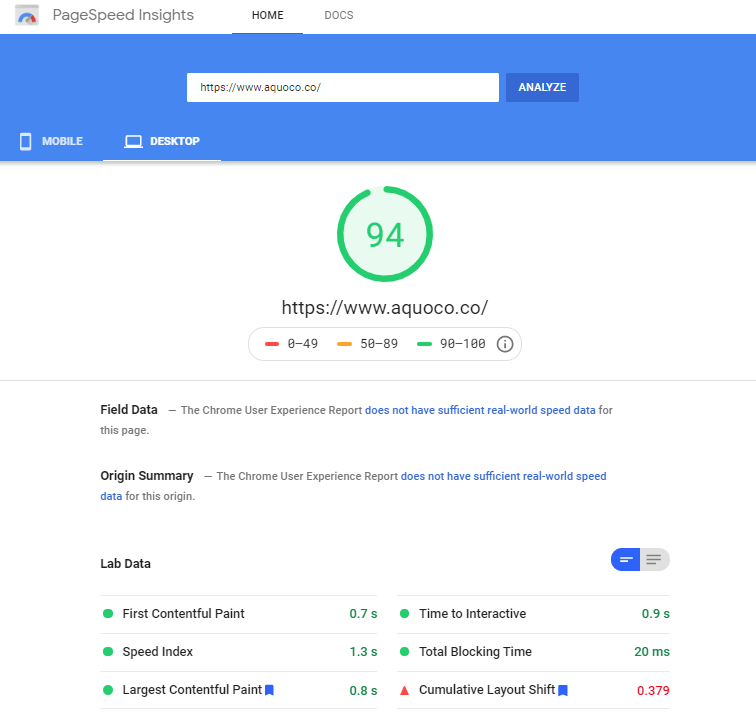 PageSpeed Insights
HOME
DOCS
https://www.aquoco.co/
ANALYZE
MOBILE
DESKTOP
94
https://www.aquoco.co/
0–49
50–89
90–100
Field Data — The Chrome User Experience Report does not have sufficient real-world speed data for
this page.
Origin Summary — The Chrome User Experience Report does not have sufficient real-world speed
data for this origin.
Lab Data
First Contentful Paint 0.7 s
Time to Interactive 0.9 s
Speed Index 1.3 s
Total Blocking Time 20 ms
Largest Contentful Paint 0.8 s
Cumulative Layout Shift 0.379